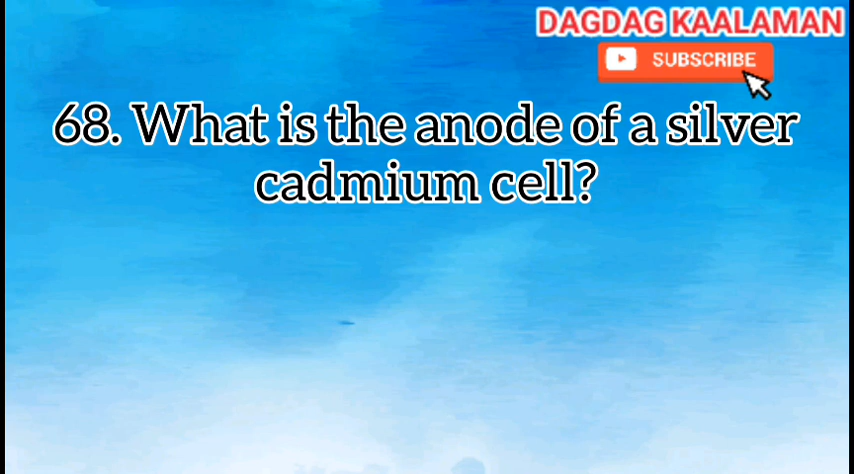 DAGDAG KAALAMAN
SUBSCRIBE
68. What is the anode of a silver
cadmium cell?